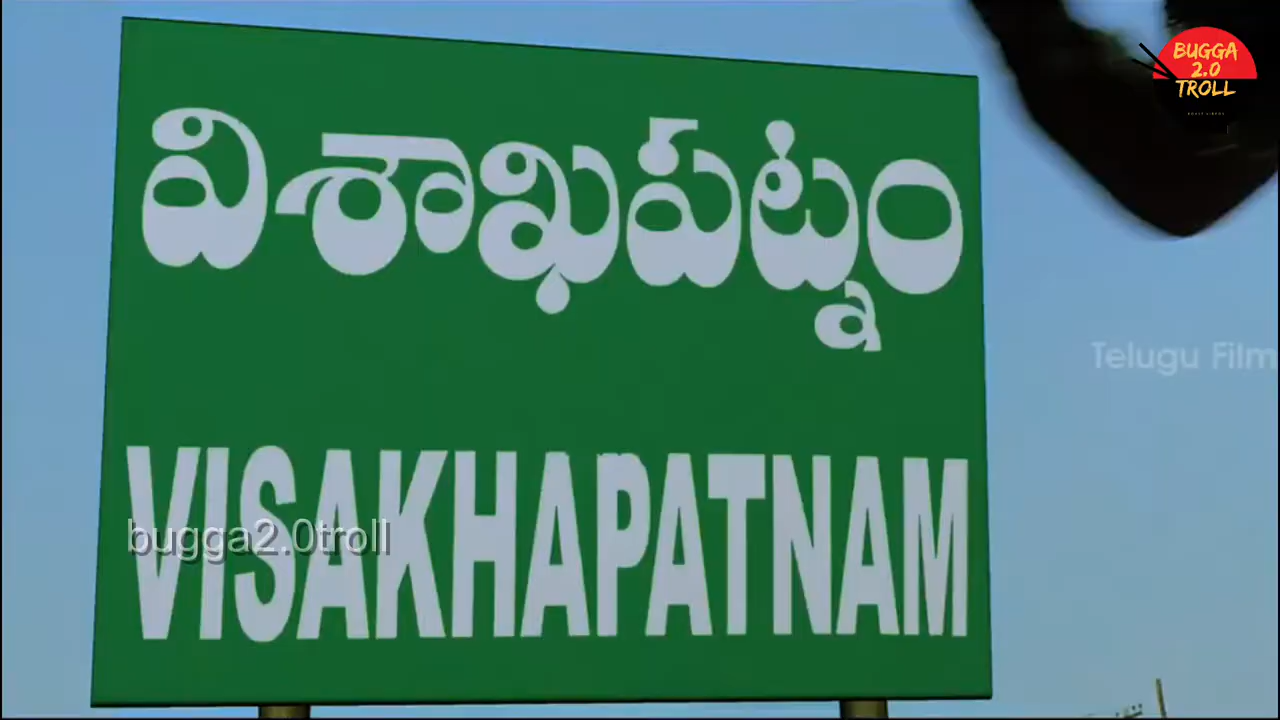 BUGGA
2.0
TROLL
విశాఖపట్నం
Telugu Film
VISAKHAPATNAM
bugga2.0troll